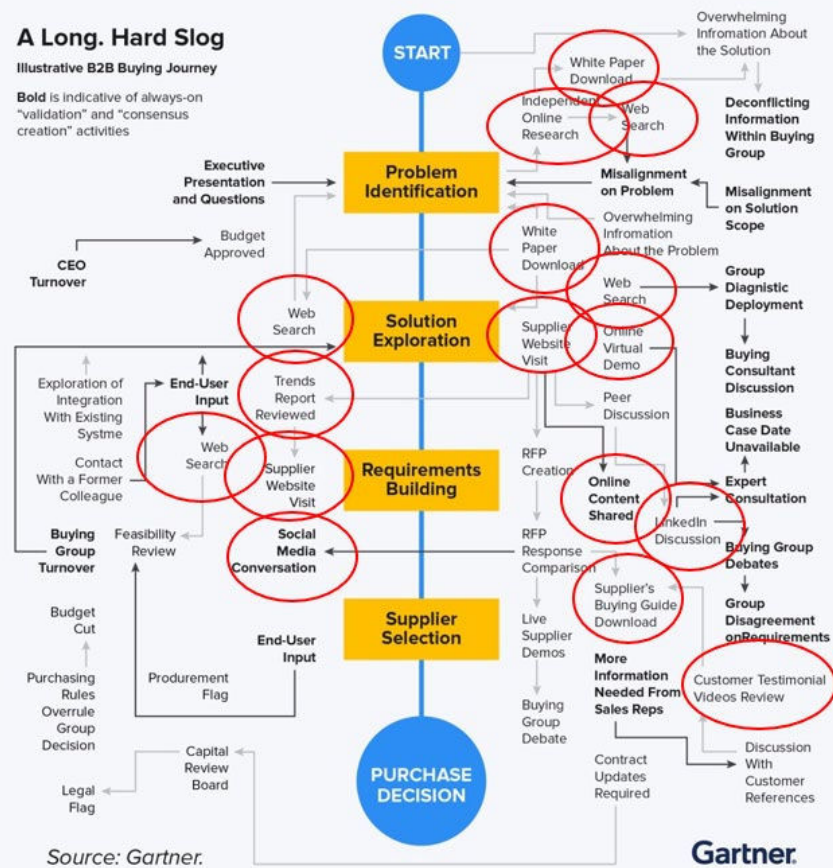 A Long. Hard Slog
Illustrative B2B Buying Journey
Bold is indicative of always-on
“validation” and “consensus
creation” activities
START
Overwhelming
Infromation About
the Solution
White Paper
Download
Independent
Online
Research
Web
Search
Deconflicting
Information
Within Buying
Group
Executive
Presentation
and Questions
Problem
Identification
Misalignment
on Problem
Misalignment
on Solution
Scope
CEO
Turnover
Budget
Approved
White
Paper
Download
Overwhelming
Infromation
About the Problem
Web
Search
Group
Diagnostic
Deployment
Web
Search
Solution
Exploration
Supplier
Website
Visit
Online
Virtual
Demo
Buying
Consultant
Discussion
Exploration of
Integration
With Existing
Systme
End-User
Input
Trends
Report
Reviewed
Peer
Discussion
Business
Case Date
Unavailable
Contact
With a Former
Colleague
Web
Search
Supplier
Website
Visit
Requirements
Building
RFP
Creation
Online
Content
Shared
Expert
Consultation
LinkedIn
Discussion
Buying
Group
Turnover
Feasibility
Review
Social
Media
Conversation
RFP
Response
Comparison
Buying Group
Debates
Supplier's
Buying Guide
Download
Group
Disagreement
onRequirements
Budget
Cut
End-User
Input
Supplier
Selection
Live
Supplier
Demos
More
Information
Needed From
Sales Reps
Customer Testimonial
Videos Review
Purchasing
Rules
Overrule
Group
Decision
Procurement
Flag
Buying
Group
Debate
Legal
Flag
Capital
Review
Board
PURCHASE
DECISION
Contract
Updates
Required
Discussion
With
Customer
References
Source: Gartner.
Gartner